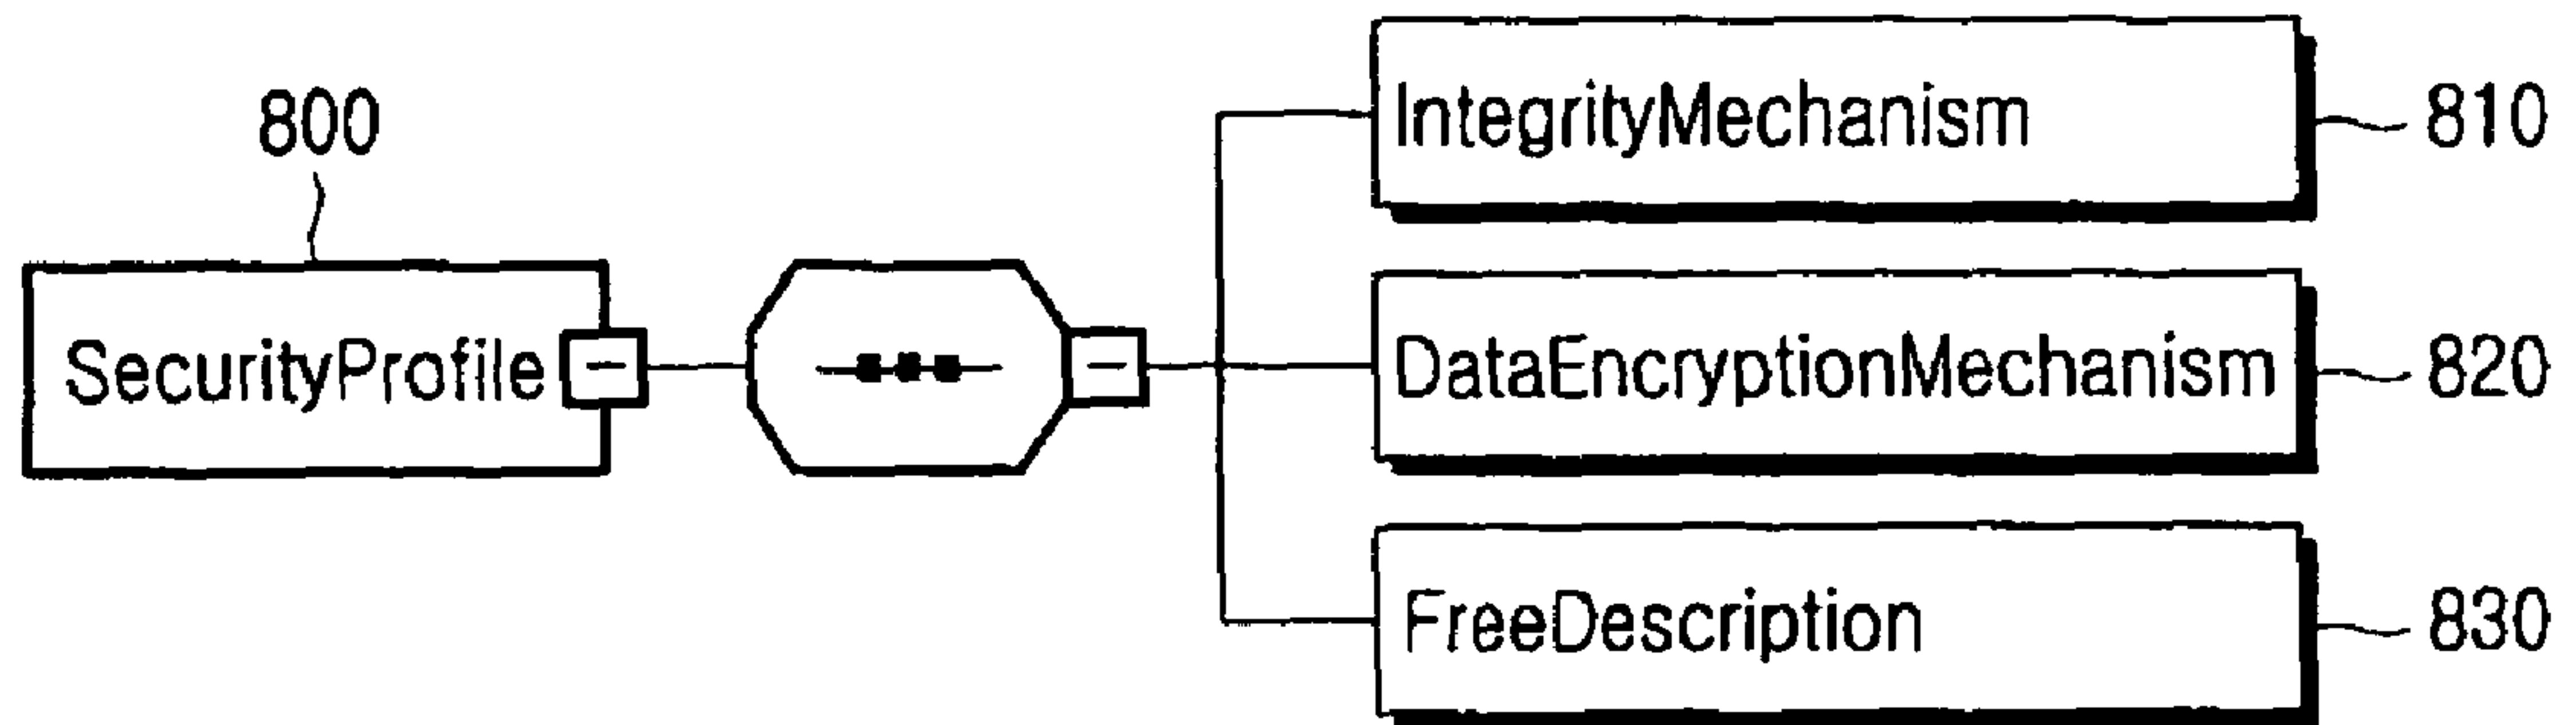 800
SecurityProfile
IntegrityMechanism
810
DataEncryptionMechanism
820
FreeDescription
830